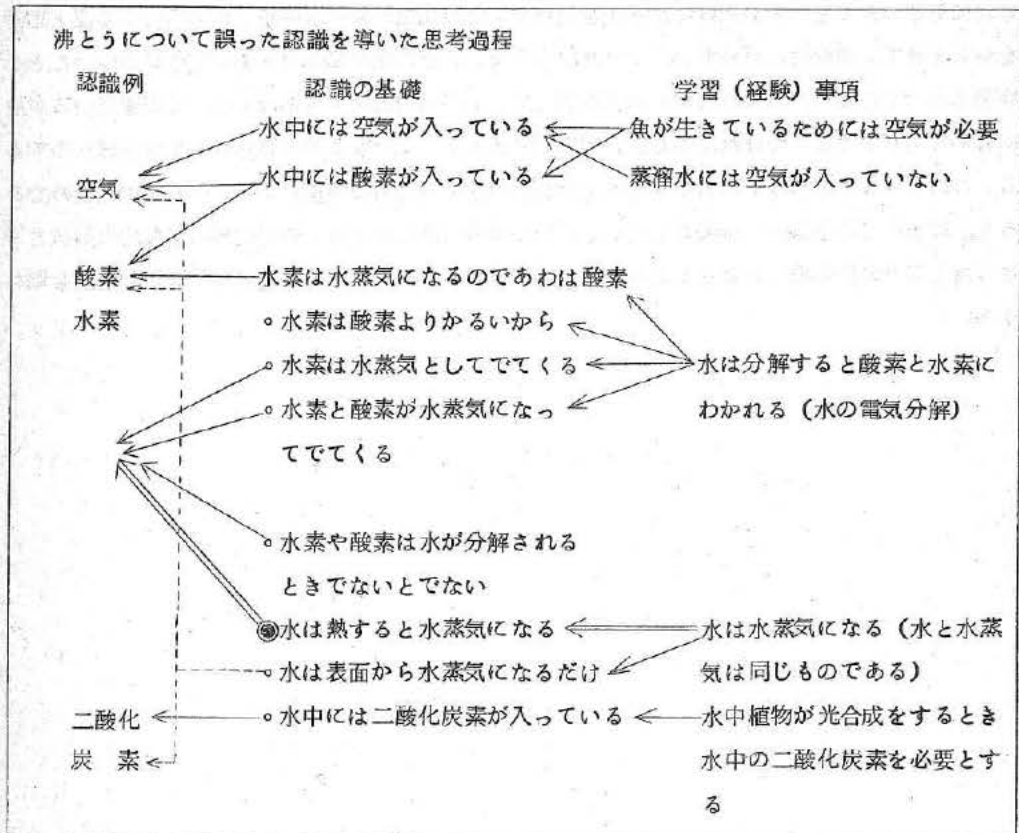 沸とうについて誤った認識を導いた思考過程
認識例 認識の基礎 学習(経験)事項
水中には空気が入っている 魚が生きているためには空気が必要
空気 水中には酸素が入っている 蒸溜水には空気が入っていない
酸素 水素は水蒸気になるのであわは酸素
水素 ○水素は酸素よりかるいから
○水素は水蒸気としてでてくる 水は分解すると酸素と水素に
○水素と酸素が水蒸気になっ わかれる(水の電気分解)
てでてくる
○水素や酸素は水が分解される
ときでないとでない
◉水は熱すると水蒸気になる 水は水蒸気になる(水と水蒸
○水は表面から水蒸気になるだけ 気は同じものである)
二酸化 ○水中には二酸化炭素が入っている 水中植物が光合成をするとき
炭素 水中の二酸化炭素を必要とす
る